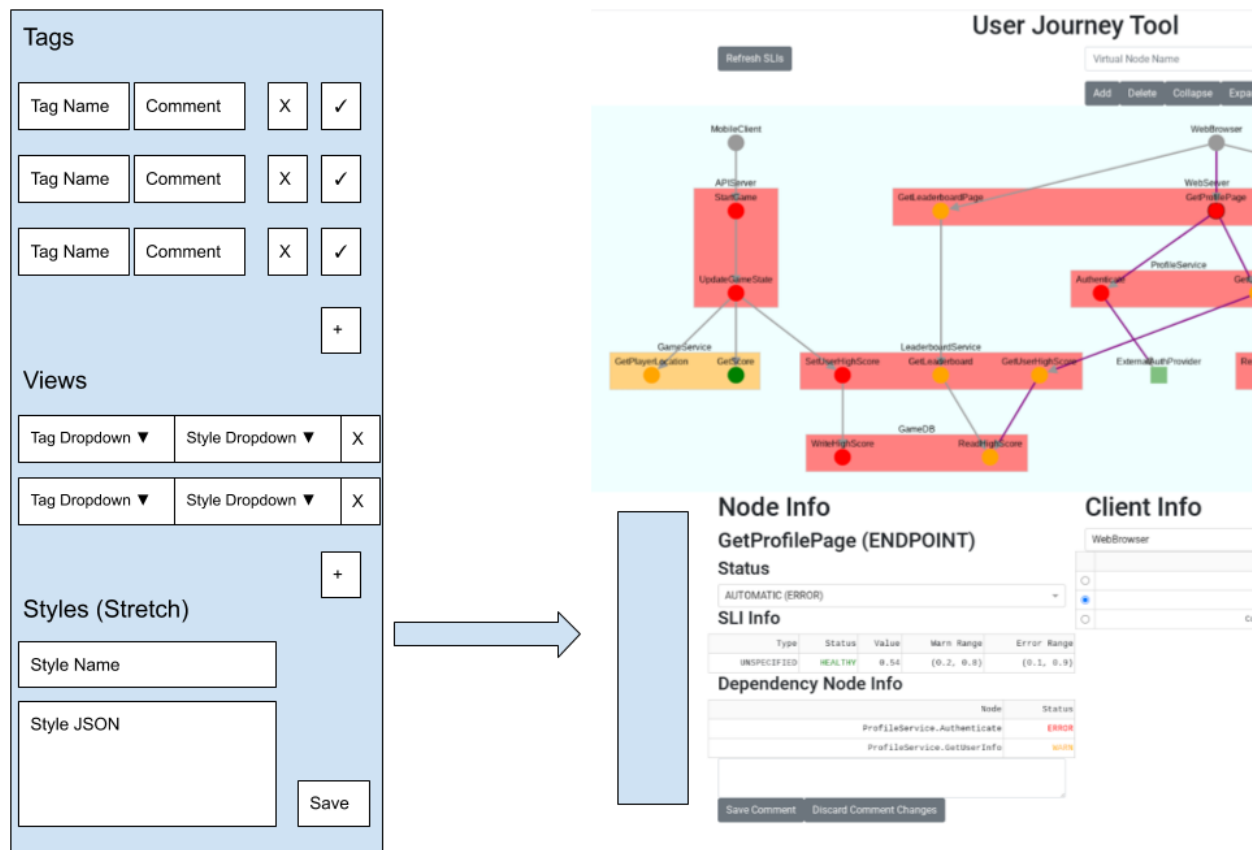 Tags
Tag Name Comment X ✓
Tag Name Comment X ✓
Tag Name Comment X ✓
+
Views
Tag Dropdown ▼ Style Dropdown ▼ X
Tag Dropdown ▼ Style Dropdown ▼ X
+
Styles (Stretch)
Style Name
Style JSON
Save
User Journey Tool
Refresh SLIs
Virtual Node Name
Add Delete Collapse Expa
MobileClient
WebBrowser
APIServer
WebServer
StartGame
GetLeaderboardPage
GetProfilePage
ProfileService
UpdateGameState
Authenticate
GameService
LeaderboardService
GetPlayerLocation
GetScore
SetUserHighScore
GetLeaderboard
GetUserHighScore
ExternalAuthProvider
Re
GameDB
WriteHighScore
ReadHighScore
Node Info
GetProfilePage (ENDPOINT)
Status
AUTOMATIC (ERROR)
SLI Info
Type Status Value Warn Range Error Range
UNSPECIFIED HEALTHY 0.54 (0.2, 0.8) (0.1, 0.9)
Dependency Node Info
Node Status
ProfileService.Authenticate ERROR
ProfileService.GetUserInfo WARN
Save Comment Discard Comment Changes
Client Info
WebBrowser